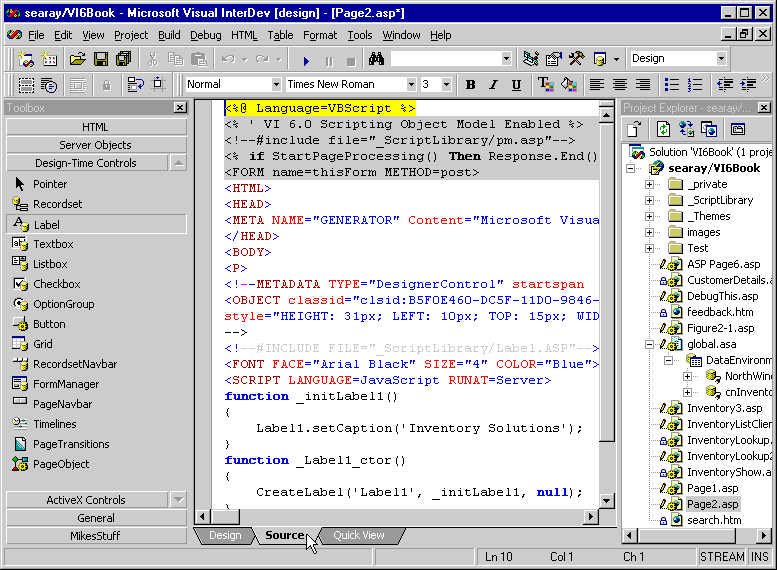 searay/VI6Book - Microsoft Visual InterDev [design] - [Page2.asp*]
File Edit View Project Build Debug HTML Table Format Tools Window Help
Design
Normal Times New Roman 3 B I U
Toolbox
HTML
Server Objects
Design-Time Controls
Pointer
Recordset
Label
Textbox
Listbox
Checkbox
OptionGroup
Button
Grid
RecordsetNavbar
FormManager
PageNavbar
Timelines
PageTransitions
PageObject
ActiveX Controls
General
MikesStuff
<%@ Language=VBScript %>
<% ' VI 6.0 Scripting Object Model Enabled %>
<!--#include file="_ScriptLibrary/pm.asp"-->
<% if StartPageProcessing() Then Response.End()
<FORM name=thisForm METHOD=post>
<HTML>
<HEAD>
<META NAME="GENERATOR" Content="Microsoft Visua
</HEAD>
<BODY>
<P>
<!--METADATA TYPE="DesignerControl" startspan
<OBJECT classid="clsid:B5F0E460-DC5F-11D0-9846-
style="HEIGHT: 31px; LEFT: 10px; TOP: 15px; WID
-->
<!--#INCLUDE FILE="_ScriptLibrary/Label.ASP"-->
<FONT FACE="Arial Black" SIZE="4" COLOR="Blue">
<SCRIPT LANGUAGE=JavaScript RUNAT=Server>
function _initLabel1()
{
Label1.setCaption('Inventory Solutions');
}
function _Label1_ctor()
{
CreateLabel('Label1', _initLabel1, null);
}
Design Source Quick View
Project Explorer - searay/...
Solution 'VI6Book' (1 proje
searay/VI6Book
_private
_ScriptLibrary
_Themes
images
Test
ASP Page6.asp
CustomerDetails.a
DebugThis.asp
feedback.htm
Figure2-1.asp
global.asa
DataEnvironm
NorthWin
cnInvento
Inventory3.asp
InventoryListClien
InventoryLookup.
InventoryLookup2
InventoryShow.as
Page1.asp
Page2.asp
search.htm
Ln 10 Col 1 Ch 1 STREAM INS